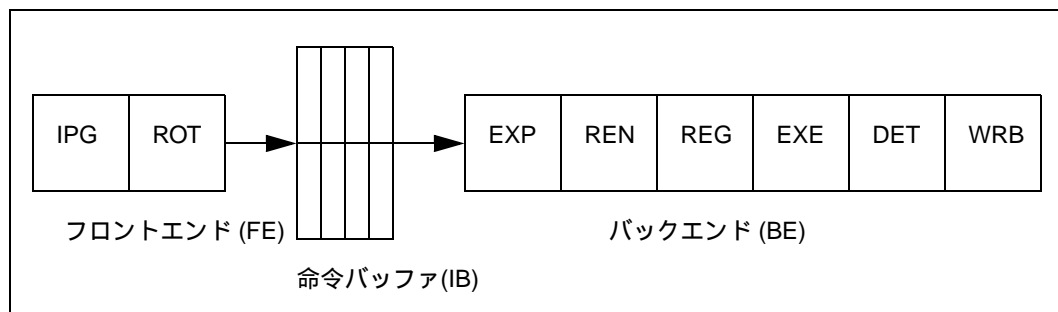 IPG ROT EXP REN REG EXE DET WRB
フロントエンド (FE) バックエンド (BE)
命令バッファ(IB)